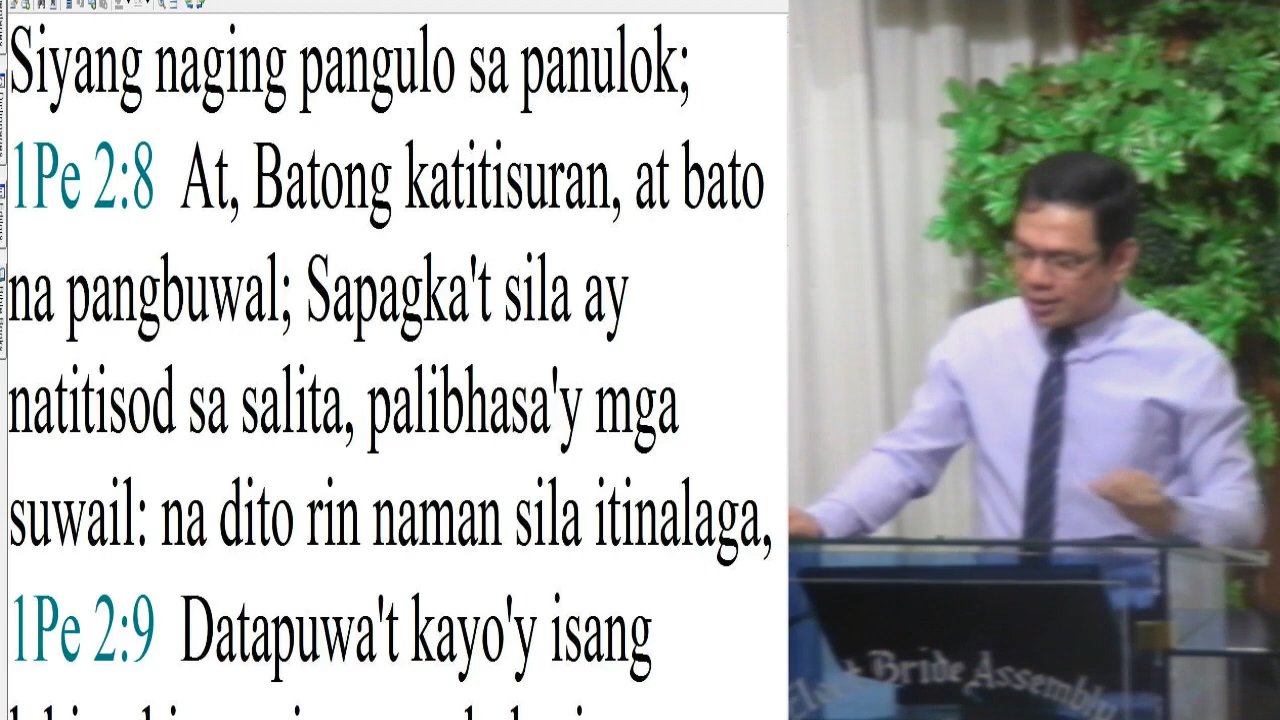 Siyang naging pangulo sa panulok;
1Pe 2:8 At, Batong katitisuran, at bato
na pangbuwal; Sapagka't sila ay
natitisod sa salita, palibhasa'y mga
suwail: na dito rin naman sila itinalaga,
1Pe 2:9 Datapuwa't kayo'y isang
Elect Bride Assembly